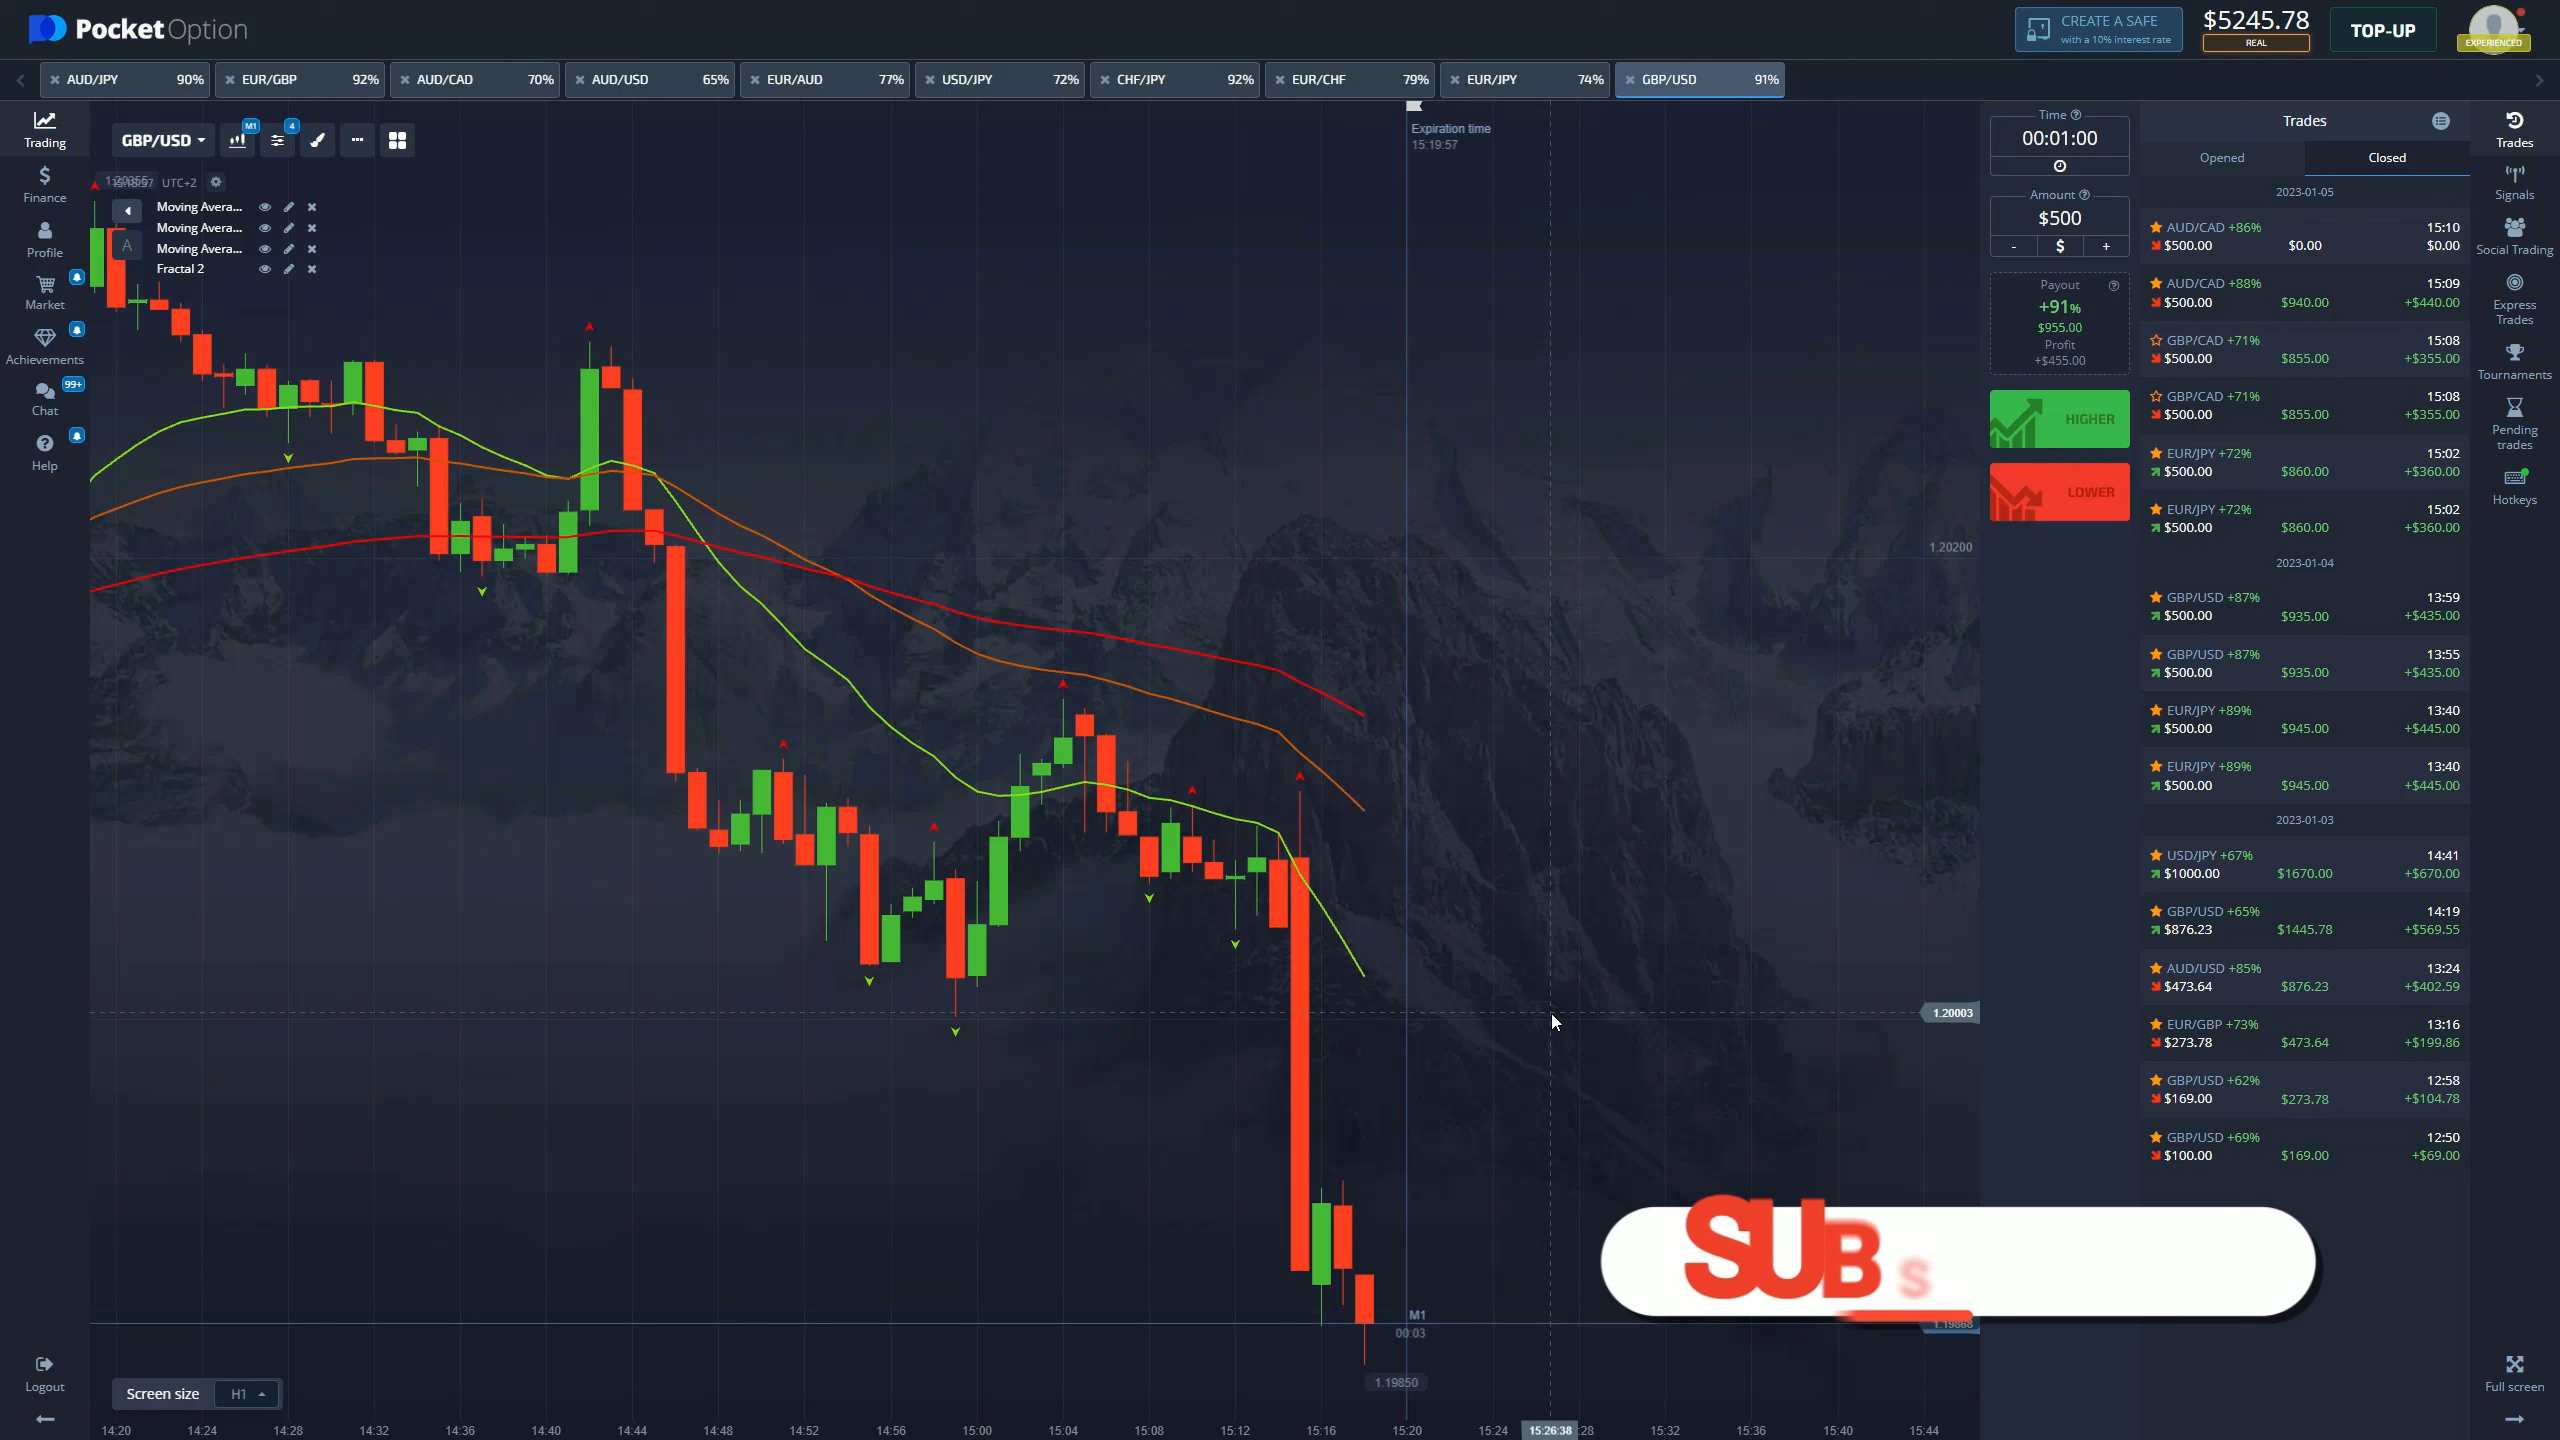 PocketOption
CREATE A SAFE
with a 10% interest rate
$5245.78
REAL
TOP-UP
EXPERIENCED
AUD/JPY 90%
EUR/GBP 92%
AUD/CAD 70%
AUD/USD 65%
EUR/AUD 77%
USD/JPY 72%
CHF/JPY 92%
EUR/CHF 79%
EUR/JPY 74%
GBP/USD 91%
Trading
Finance
Profile
Market
Achievements
99+
Chat
Help
Logout
GBP/USD
M1
4
UTC+2
Moving Avera...
Moving Avera...
Moving Avera...
Fractal 2
A
Expiration time
15:19:57
1.20200
1.20003
1.19868
M1
00:03
1.19850
Screen size H1
14:20 14:24 14:28 14:32 14:36 14:40 14:44 14:48 14:52 14:56 15:00 15:04 15:08 15:12 15:16 15:20 15:24 15:26:38 :28 15:32 15:36 15:40 15:44
Time
00:01:00
Amount
$500
- $ +
Payout
+91%
$955.00
Profit
+$455.00
HIGHER
LOWER
Trades
Opened Closed
2023-01-05
AUD/CAD +86% 15:10
$500.00 $0.00 $0.00
AUD/CAD +88% 15:09
$500.00 $940.00 +$440.00
GBP/CAD +71% 15:08
$500.00 $855.00 +$355.00
GBP/CAD +71% 15:08
$500.00 $855.00 +$355.00
EUR/JPY +72% 15:02
$500.00 $860.00 +$360.00
EUR/JPY +72% 15:02
$500.00 $860.00 +$360.00
2023-01-04
GBP/USD +87% 13:59
$500.00 $935.00 +$435.00
GBP/USD +87% 13:55
$500.00 $935.00 +$435.00
EUR/JPY +89% 13:40
$500.00 $945.00 +$445.00
EUR/JPY +89% 13:40
$500.00 $945.00 +$445.00
2023-01-03
USD/JPY +67% 14:41
$1000.00 $1670.00 +$670.00
GBP/USD +65% 14:19
$876.23 $1445.78 +$569.55
AUD/USD +85% 13:24
$473.64 $876.23 +$402.59
EUR/GBP +73% 13:16
$273.78 $473.64 +$199.86
GBP/USD +62% 12:58
$169.00 $273.78 +$104.78
GBP/USD +69% 12:50
$100.00 $169.00 +$69.00
SUBS
Trades
Signals
Social Trading
Express
Trades
Tournaments
Pending
trades
Hotkeys
Full screen